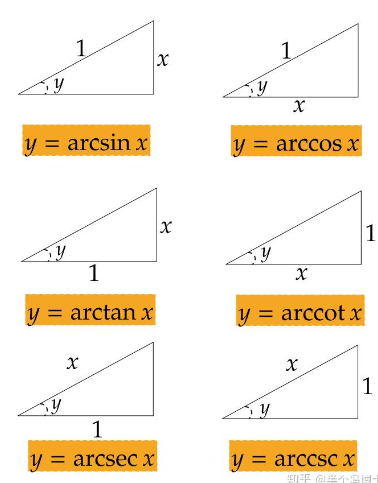 1 x y
1 x y
y = arcsin x
y = arccos x
x y 1
1 y x
y = arctan x
y = arccot x
x y 1
x 1 y
y = arcsec x
y = arccsc x
知乎